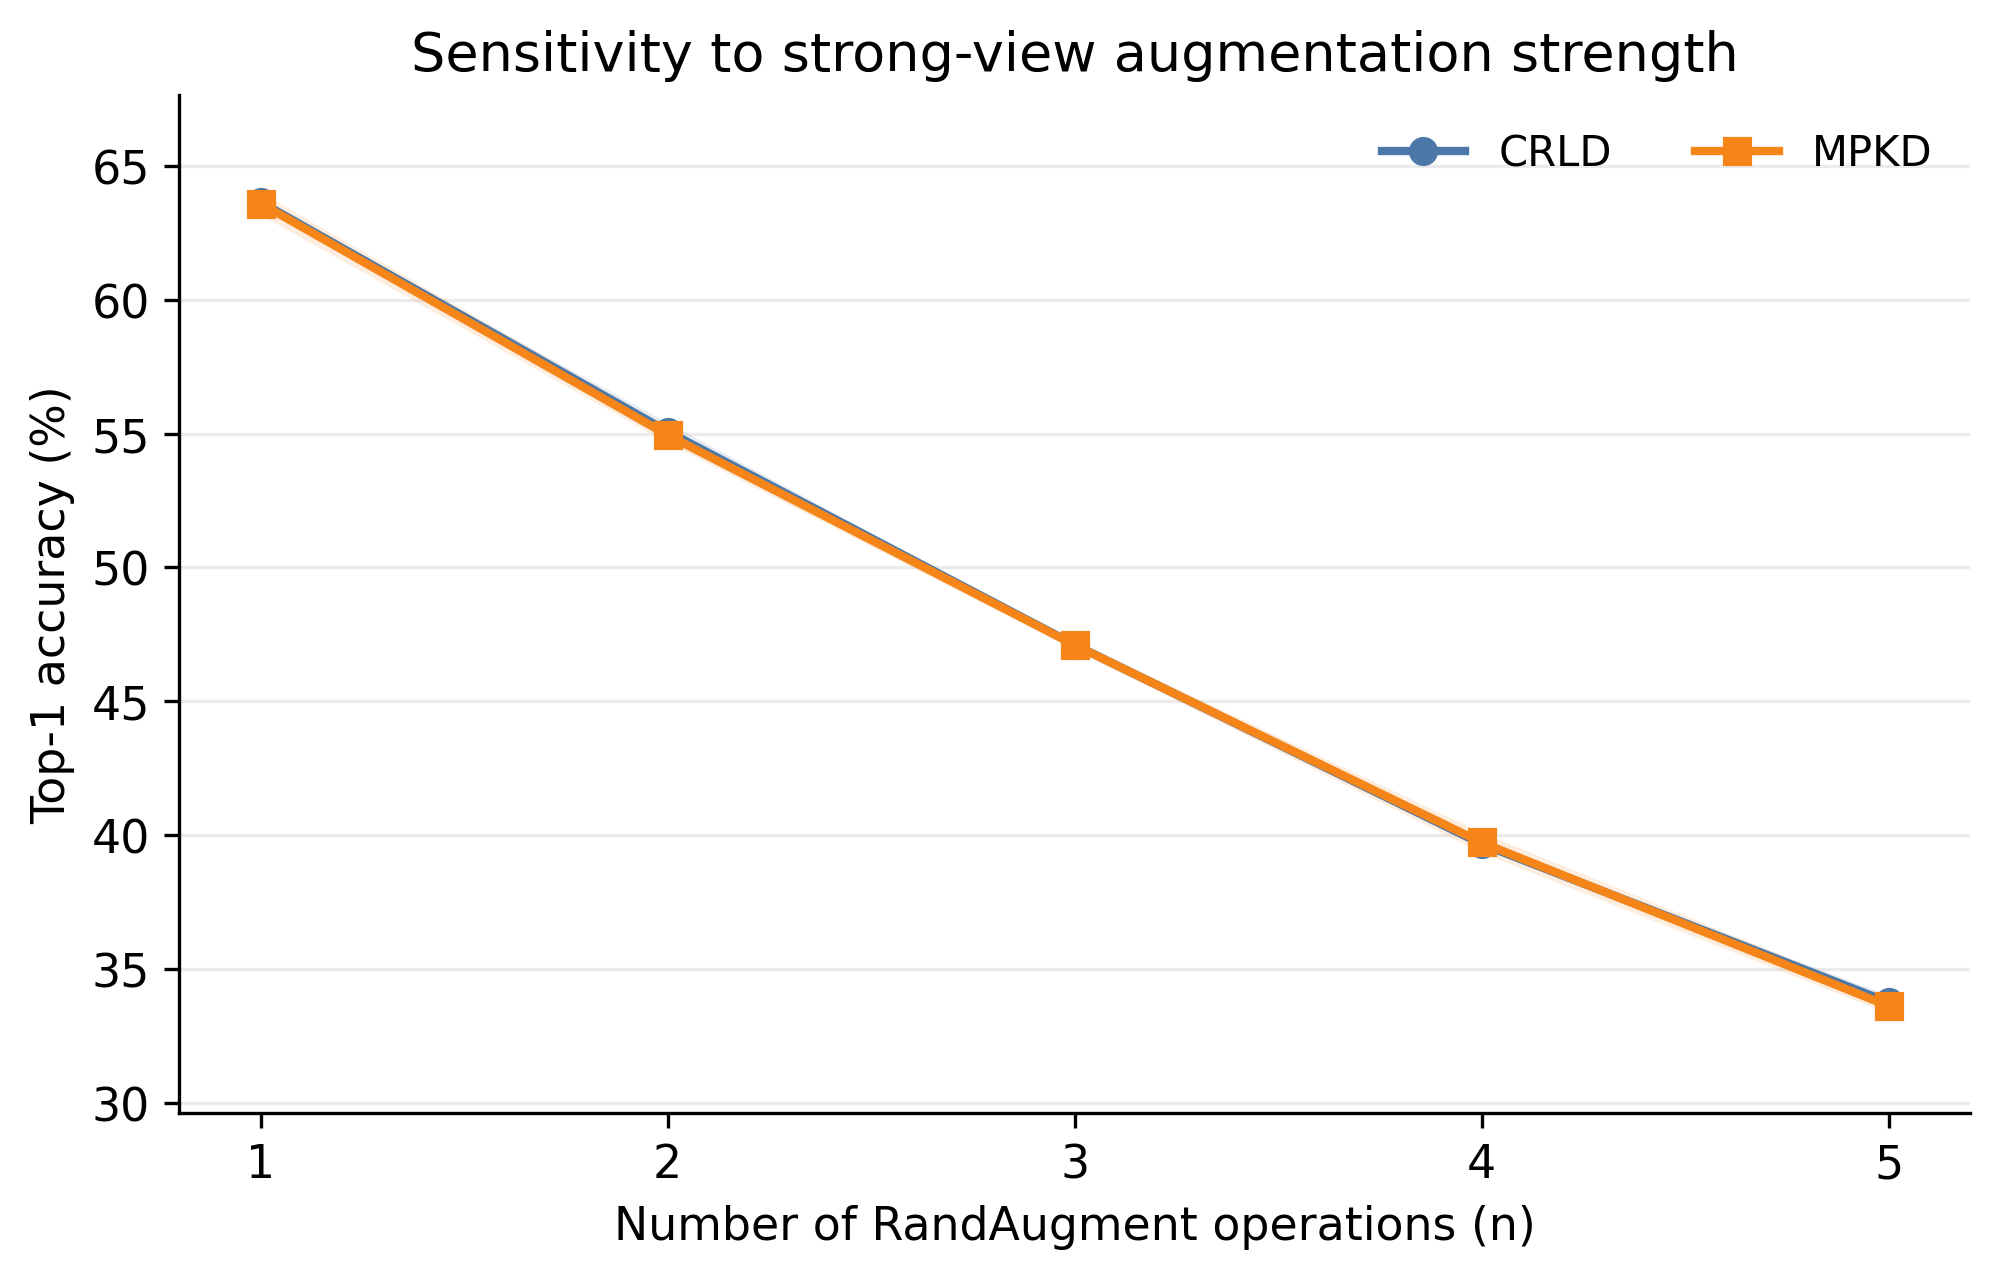 Sensitivity to strong-view augmentation strength
CRLD
MPKD
65
60
55
50
45
40
35
30
Top-1 accuracy (%)
1
2
3
4
5
Number of RandAugment operations (n)